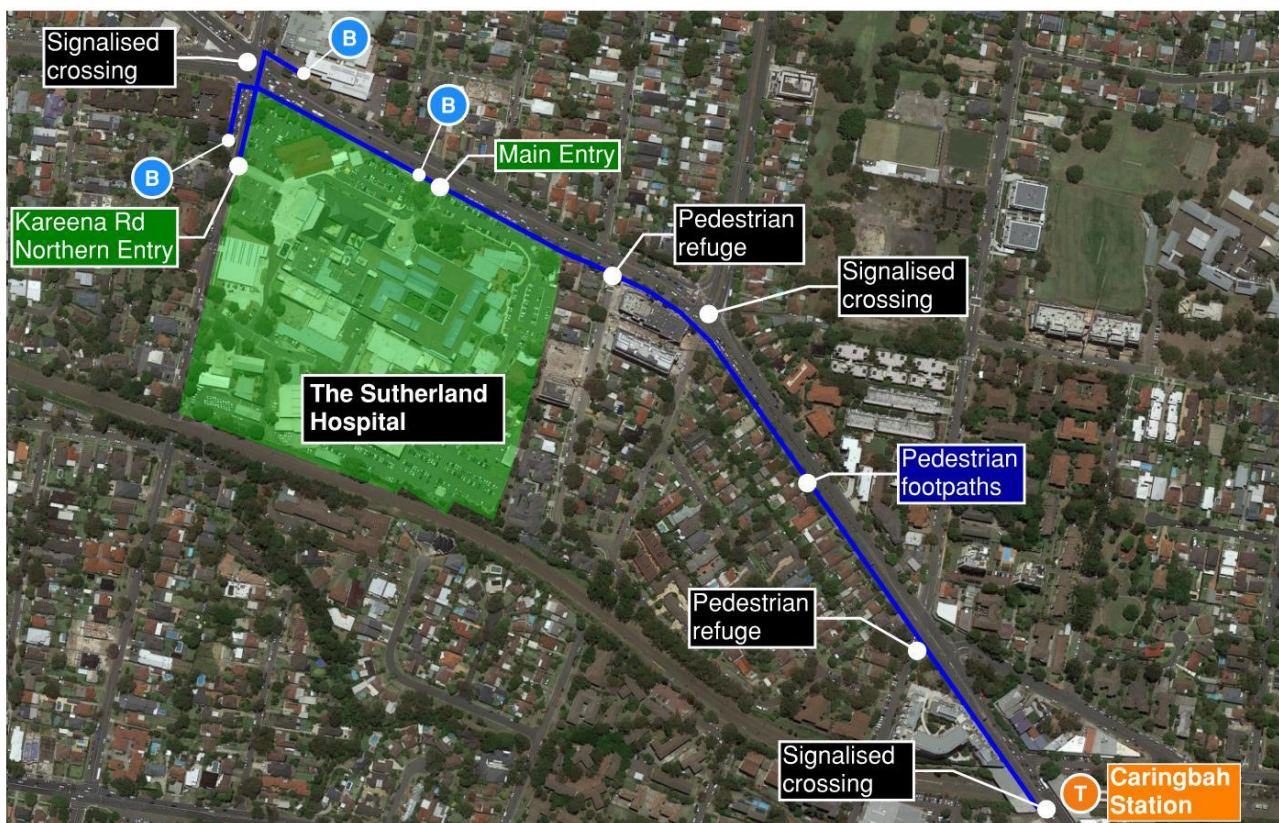 Signalised
crossing
B
B
Main Entry
B
Kareena Rd
Northern Entry
Pedestrian
refuge
Signalised
crossing
The Sutherland
Hospital
Pedestrian
footpaths
Pedestrian
refuge
Signalised
crossing
T
Caringbah
Station